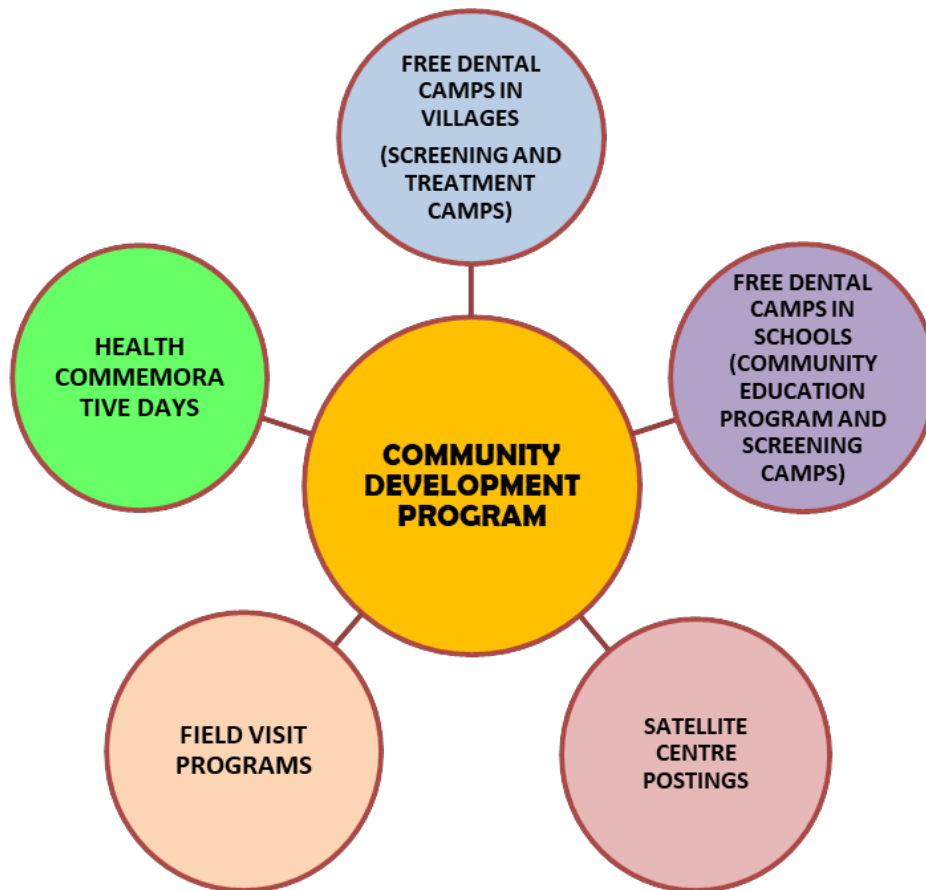 FREE DENTAL
CAMPS IN
VILLAGES
(SCREENING AND
TREATMENT
CAMPS)
FREE DENTAL
CAMPS IN
SCHOOLS
(COMMUNITY
EDUCATION
PROGRAM AND
SCREENING
CAMPS)
HEALTH
COMMEMORA
TIVE DAYS
COMMUNITY
DEVELOPMENT
PROGRAM
FIELD VISIT
PROGRAMS
SATELLITE
CENTRE
POSTINGS